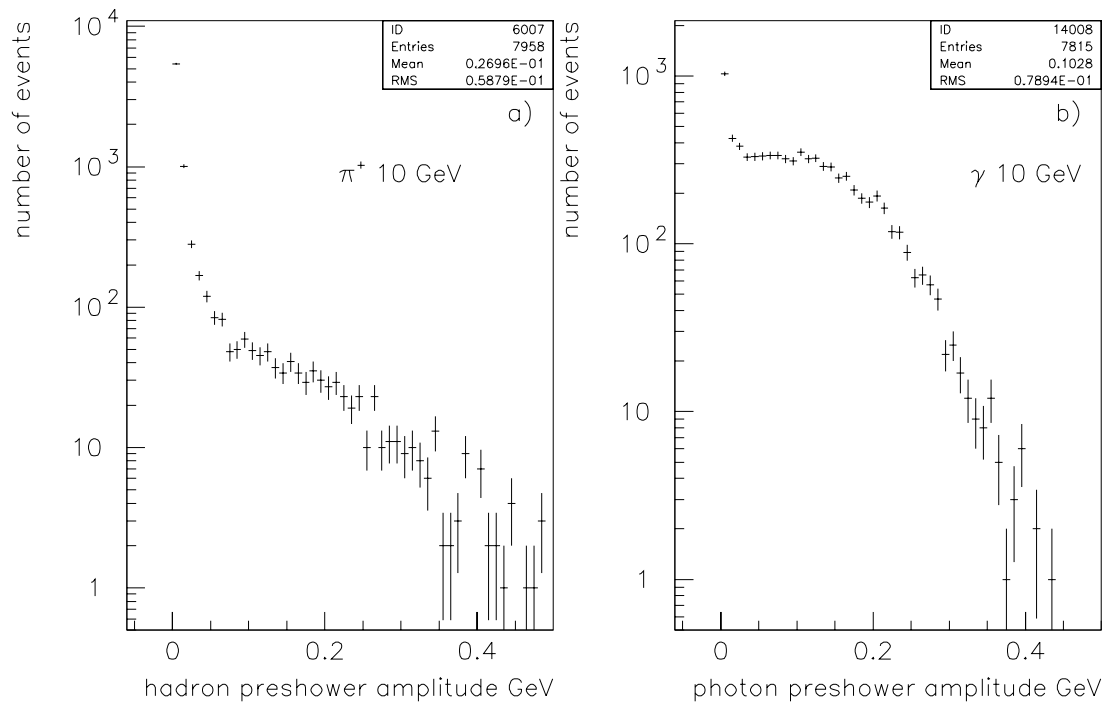 number of events
10^4
10^3
10^2
10
1
ID 6007
Entries 7958
Mean 0.2696E-01
RMS 0.5879E-01
a)
π+ 10 GeV
0 0.2 0.4
hadron preshower amplitude GeV
number of events
10^3
10^2
10
1
ID 14008
Entries 7815
Mean 0.1028
RMS 0.7894E-01
b)
γ 10 GeV
0 0.2 0.4
photon preshower amplitude GeV